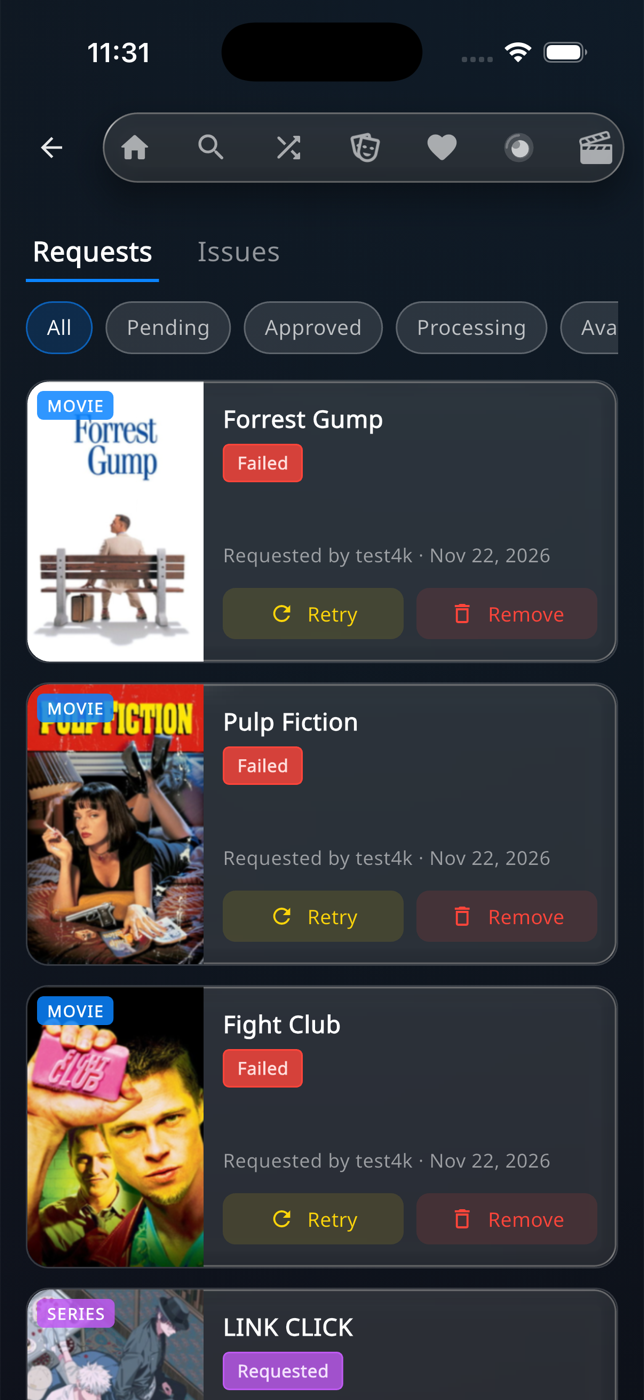 11:31
Requests
Issues
All
Pending
Approved
Processing
Ava
MOVIE
Forrest
Gump
Forrest Gump
Failed
Requested by test4k · Nov 22, 2026
Retry
Remove
MOVIE
PULP FICTION
Pulp Fiction
Failed
Requested by test4k · Nov 22, 2026
Retry
Remove
MOVIE
FIGHT
CLUB
Fight Club
Failed
Requested by test4k · Nov 22, 2026
Retry
Remove
SERIES
LINK CLICK
Requested